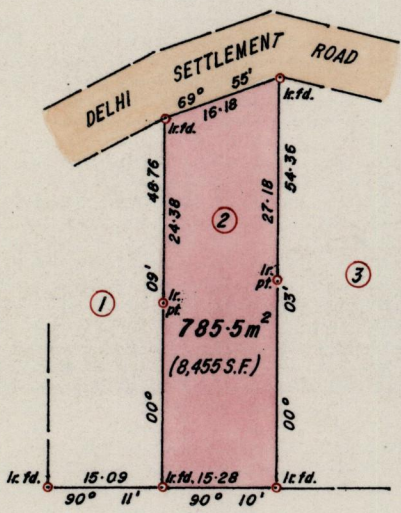 DELHI SETTLEMENT ROAD
69° 55'
16·18
Ir.fd.
Ir.fd.
48·76
24·38
54·36
27·18
2
1
3
09'
Ir.
pt.
Ir.
pt.
03'
785·5m²
(8,455 S.F.)
00°
00°
Ir.fd.
15·09
Ir.fd.
15·28
Ir.fd.
90° 11'
90° 10'